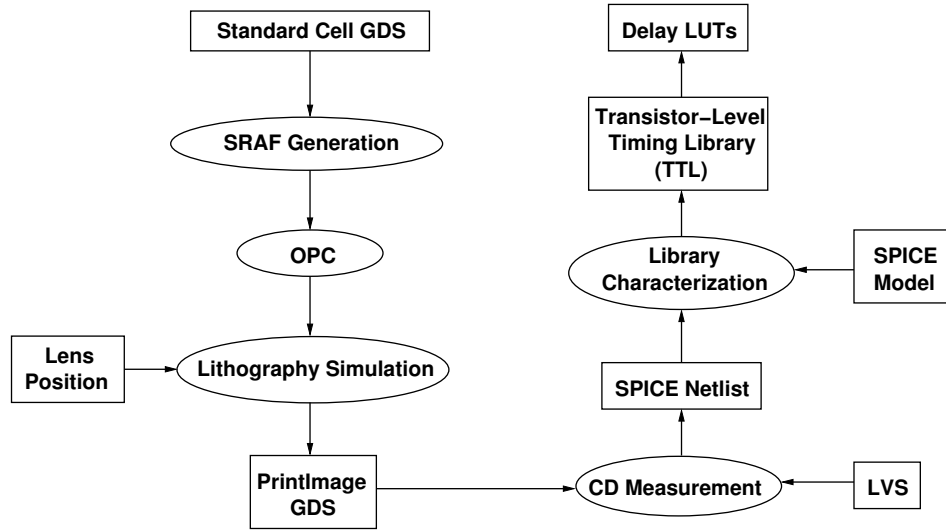 Standard Cell GDS
SRAF Generation
OPC
Lens
Position
Lithography Simulation
PrintImage
GDS
CD Measurement
LVS
SPICE Netlist
Library
Characterization
SPICE
Model
Transistor−Level
Timing Library
(TTL)
Delay LUTs